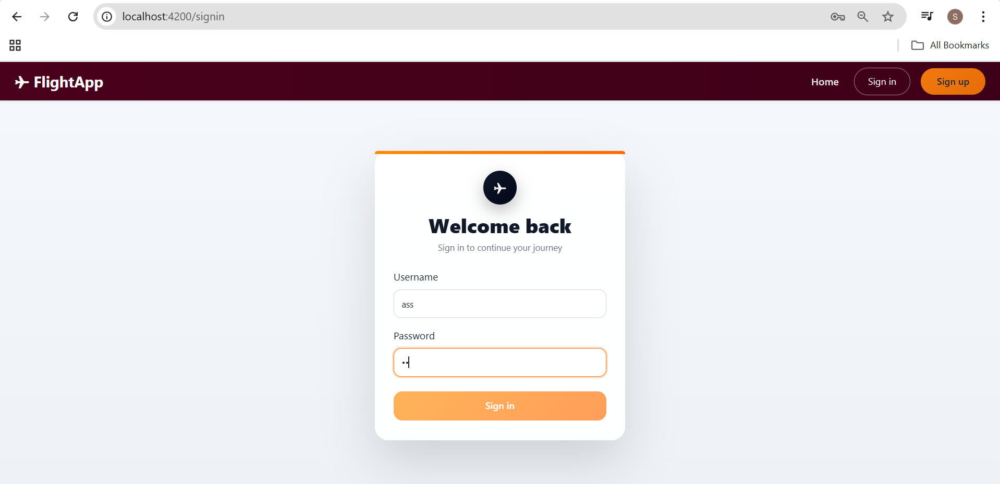 localhost:4200/signin
All Bookmarks
FlightApp
Home
Sign in
Sign up
S
Welcome back
Sign in to continue your journey
Username
ass
Password
••
Sign in